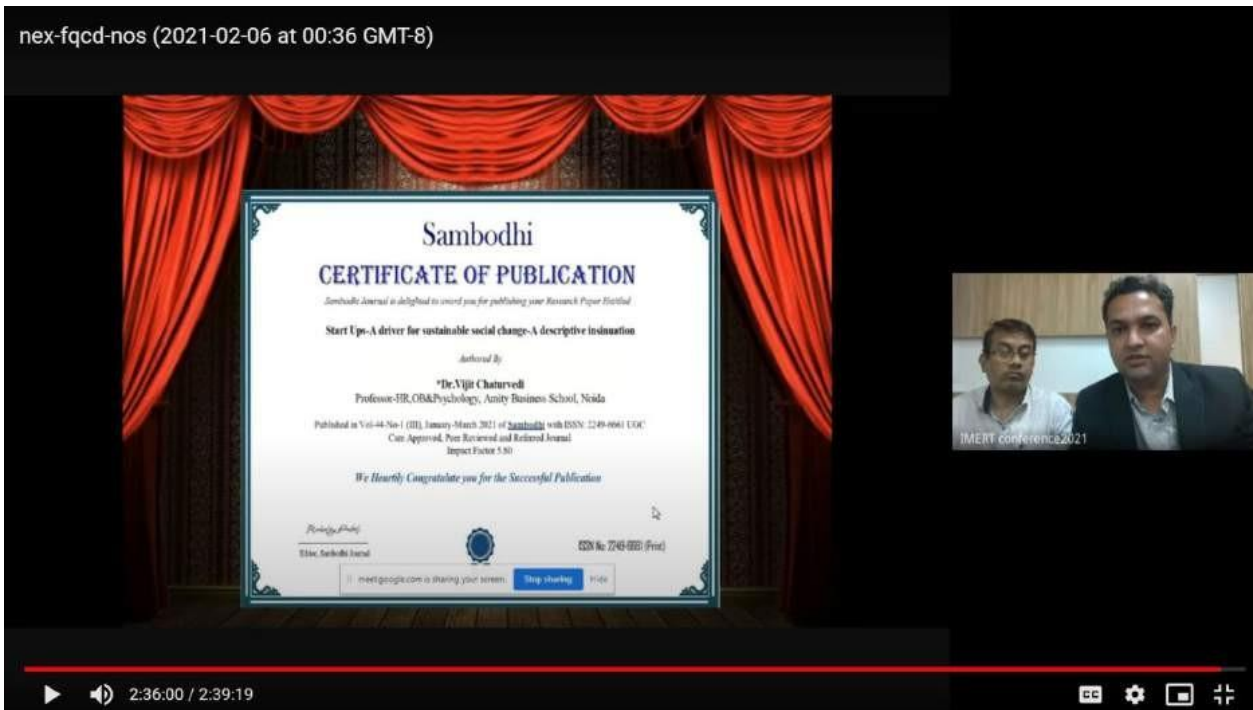 nex-fqcd-nos (2021-02-06 at 00:36 GMT-8)
Sambodhi
CERTIFICATE OF PUBLICATION
Sambodhi Journal is delighted to award you for publishing your Research Paper Entitled
Start Ups-A driver for sustainable social change-A descriptive insinuation
Authored By
*Dr.Vijit Chaturvedi
Professor-HR,OB&Psychology, Amity Business School, Noida
Published in Vol-44-No-1 (III), January-March 2021 of Sambodhi with ISSN: 2249-6661 UGC
Care Approved, Peer Reviewed and Referred Journal
Impact Factor 5.80
We Heartily Congratulate you for the Successful Publication
Editor, Sambodhi Journal
ISSN No: 2249-6661 (Print)
meet.google.com is sharing your screen.
Stop sharing
Hide
IMERT conference2021
2:36:00 / 2:39:19
CC